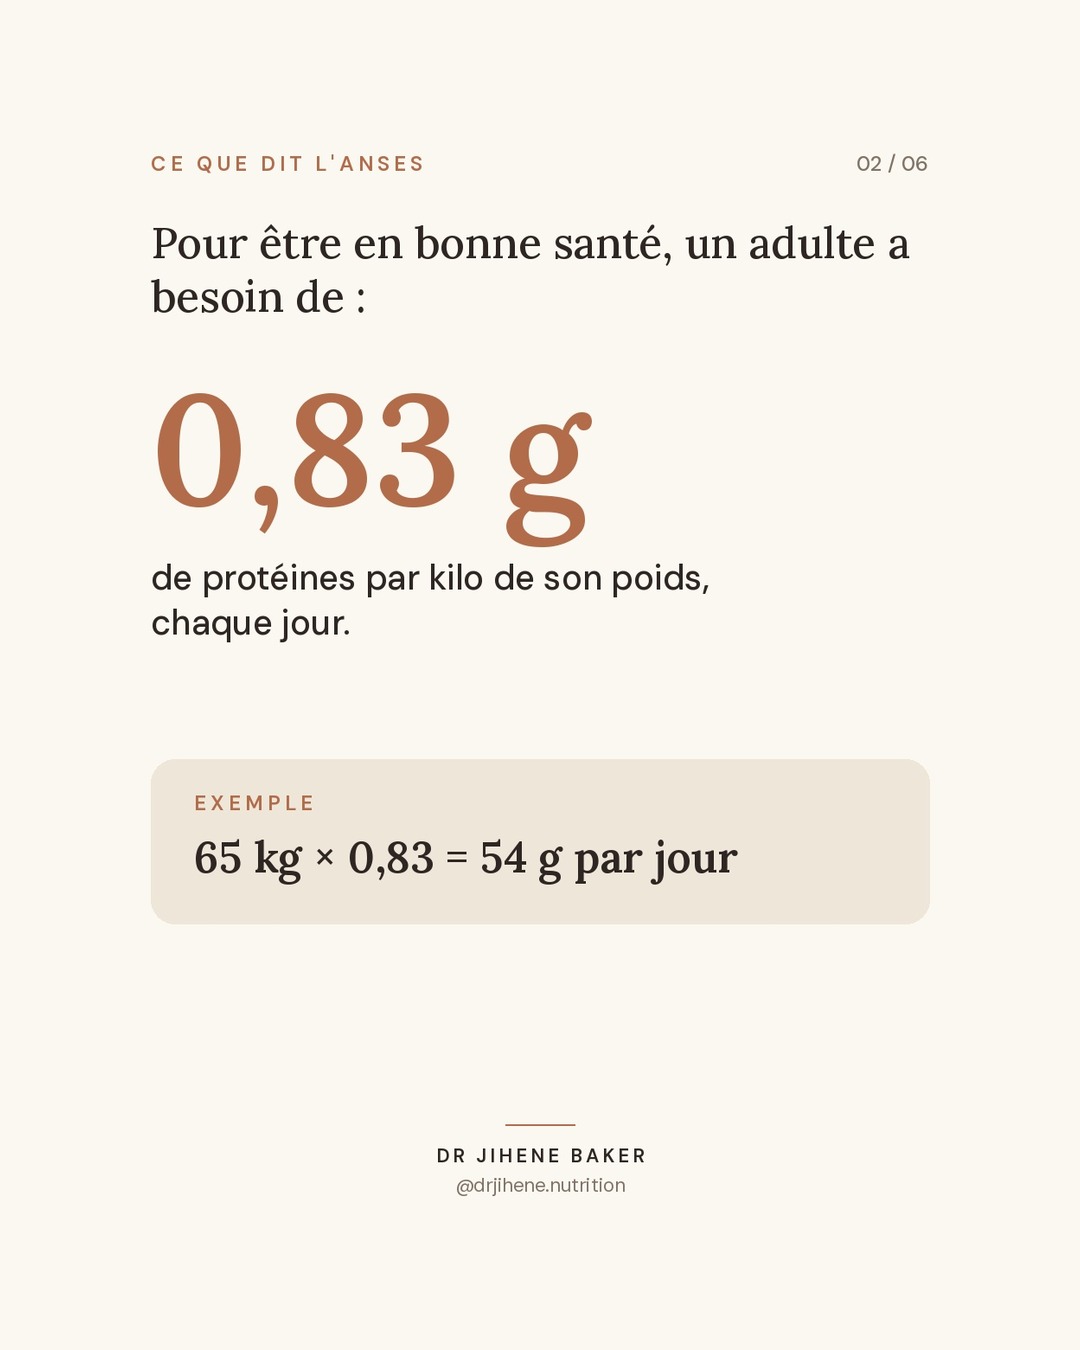 CE QUE DIT L'ANSES
02 / 06
Pour être en bonne santé, un adulte a
besoin de :
0,83 g
de protéines par kilo de son poids,
chaque jour.
EXEMPLE
65 kg × 0,83 = 54 g par jour
DR JIHENE BAKER
@drjihene.nutrition